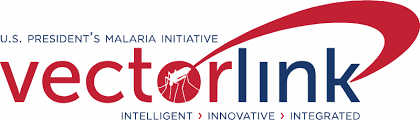 U.S. PRESIDENT'S MALARIA INITIATIVE
vectorlink
INTELLIGENT › INNOVATIVE › INTEGRATED